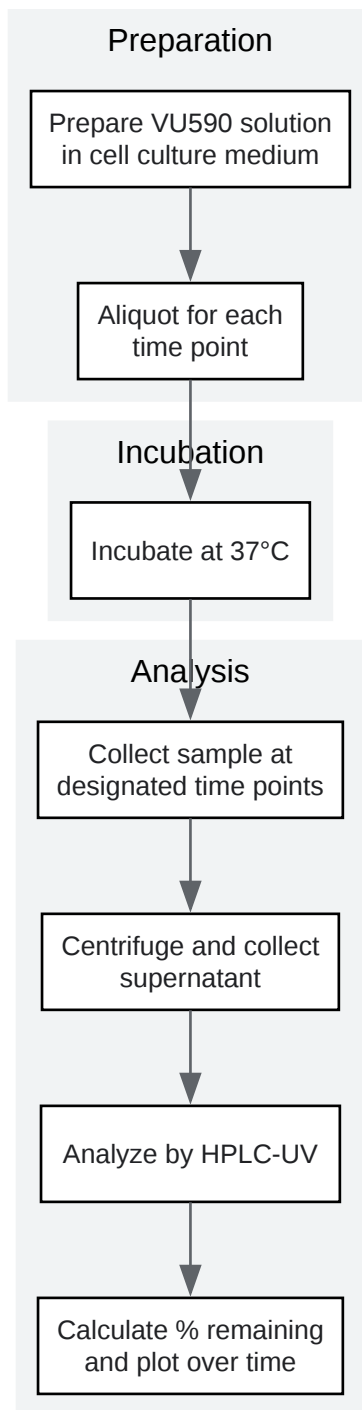 Preparation
Prepare VU590 solution
in cell culture medium
Aliquot for each
time point
Incubation
Incubate at 37°C
Analysis
Collect sample at
designated time points
Centrifuge and collect
supernatant
Analyze by HPLC-UV
Calculate % remaining
and plot over time